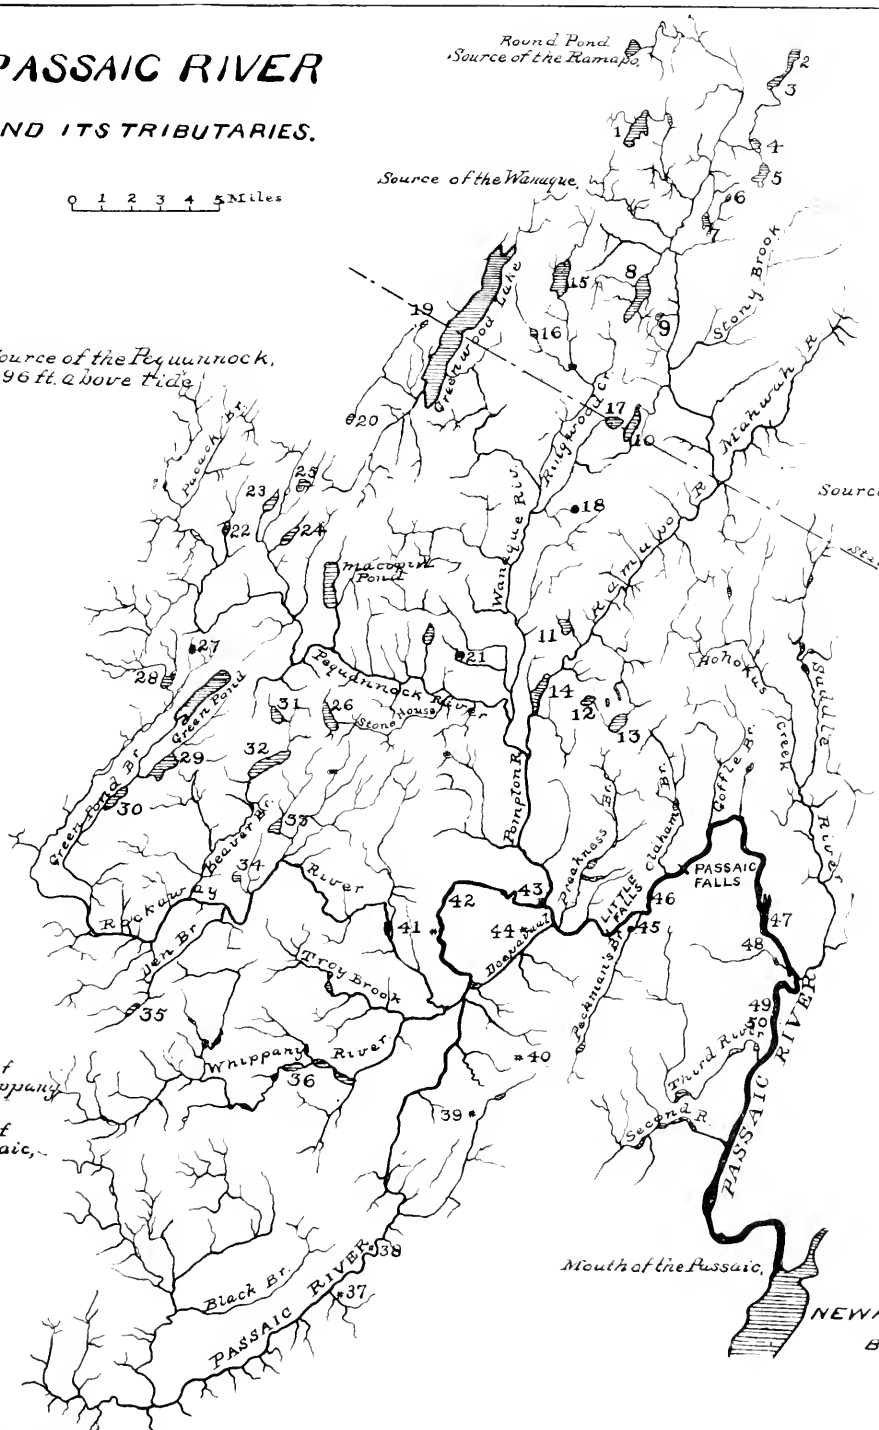 PASSAIC RIVER
ND ITS TRIBUTARIES.
0 1 2 3 4 5 Miles
Round Pond
Source of the Ramapo,
2
3
1
4
5
Source of the Wanaque,
6
7
8
15
Stony Brook
19
Greenwood Lake
16
9
Source of the Pequannock,
96 ft. above tide
Mahwah R
Ringwood Cr.
17
10
20
Pacack Br.
25
23
22
24
Wanaque Riv.
18
Ramapo R
Source
Macopin
Pond
11
21
27
28
Green Pond
Pequannock River
Hohokus
Creek
Saddle
River
14
12
13
31
26
Stone House
29
32
Green Pond Br
30
Pompton R.
Preakness Br.
Olaham Br.
Goffle Br.
Beaver Br.
33
34
Rockaway
River
PASSAIC
FALLS
LITTLE
FALLS
42
43
46
47
41
44
45
48
Den Br
Troy Brook
Peckman's Br.
35
49
50
Whippany River
36
40
Third River
39
Second R.
PASSAIC RIVER
f
ppany
f
aic,
38
37
Black Br.
PASSAIC RIVER
Mouth of the Passaic,
NEWA
B